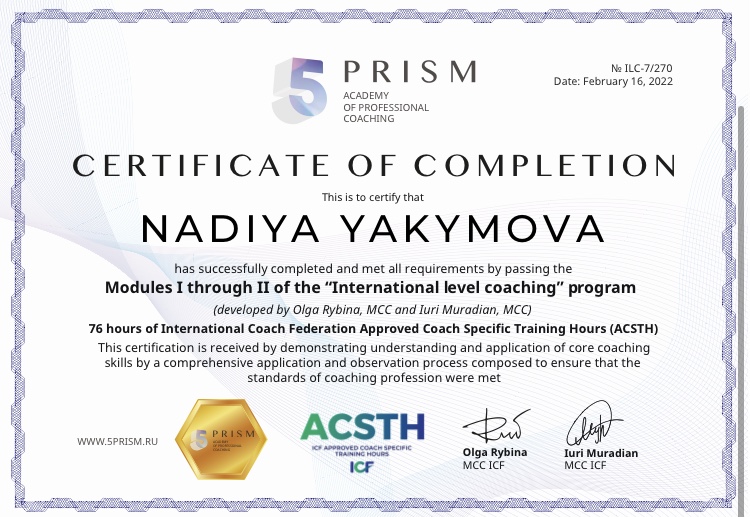 5 PRISM
ACADEMY
OF PROFESSIONAL
COACHING
№ ILC-7/270
Date: February 16, 2022
CERTIFICATE OF COMPLETION
This is to certify that
NADIYA YAKYMOVA
has successfully completed and met all requirements by passing the
Modules I through II of the “International level coaching” program
(developed by Olga Rybina, MCC and Iuri Muradian, MCC)
76 hours of International Coach Federation Approved Coach Specific Training Hours (ACSTH)
This certification is received by demonstrating understanding and application of core coaching
skills by a comprehensive application and observation process composed to ensure that the
standards of coaching profession were met
WWW.5PRISM.RU
5 PRISM
ACADEMY
OF PROFESSIONAL
COACHING
ACSTH
ICF APPROVED COACH SPECIFIC
TRAINING HOURS
ICF
Olga Rybina
MCC ICF
Iuri Muradian
MCC ICF